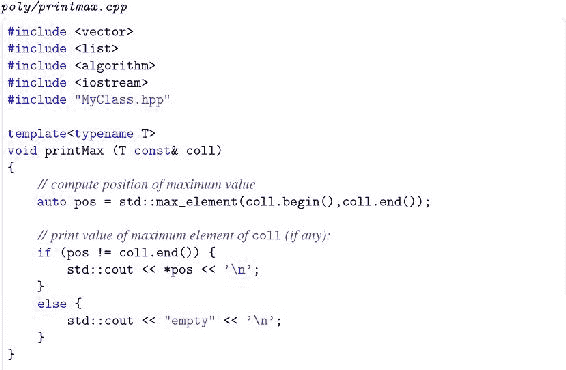 poly/printmax.cpp
#include <vector>
#include <list>
#include <algorithm>
#include <iostream>
#include "MyClass.hpp"
template<typename T>
void printMax (T const& coll)
{
// compute position of maximum value
auto pos = std::max_element(coll.begin(),coll.end());
// print value of maximum element of coll (if any):
if (pos != coll.end()) {
std::cout << *pos << ’\n’;
}
else {
std::cout << "empty" << ’\n’;
}
}